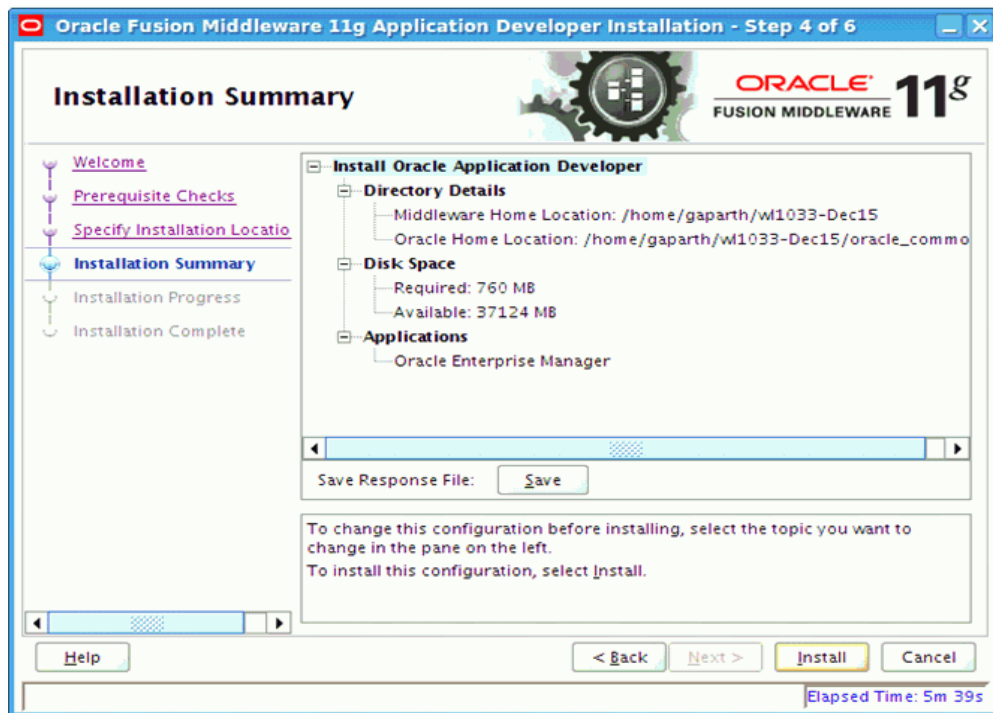 Oracle Fusion Middleware 11g Application Developer Installation - Step 4 of 6
Installation Summary
ORACLE
FUSION MIDDLEWARE
11g
Welcome
Prerequisite Checks
Specify Installation Locatio
Installation Summary
Installation Progress
Installation Complete
Install Oracle Application Developer
Directory Details
Middleware Home Location: /home/gaparth/wl1033-Dec15
Oracle Home Location: /home/gaparth/wl1033-Dec15/oracle_commo
Disk Space
Required: 760 MB
Available: 37124 MB
Applications
Oracle Enterprise Manager
Save Response File: Save
To change this configuration before installing, select the topic you want to
change in the pane on the left.
To install this configuration, select Install.
Help < Back Next > Install Cancel
Elapsed Time: 5m 39s